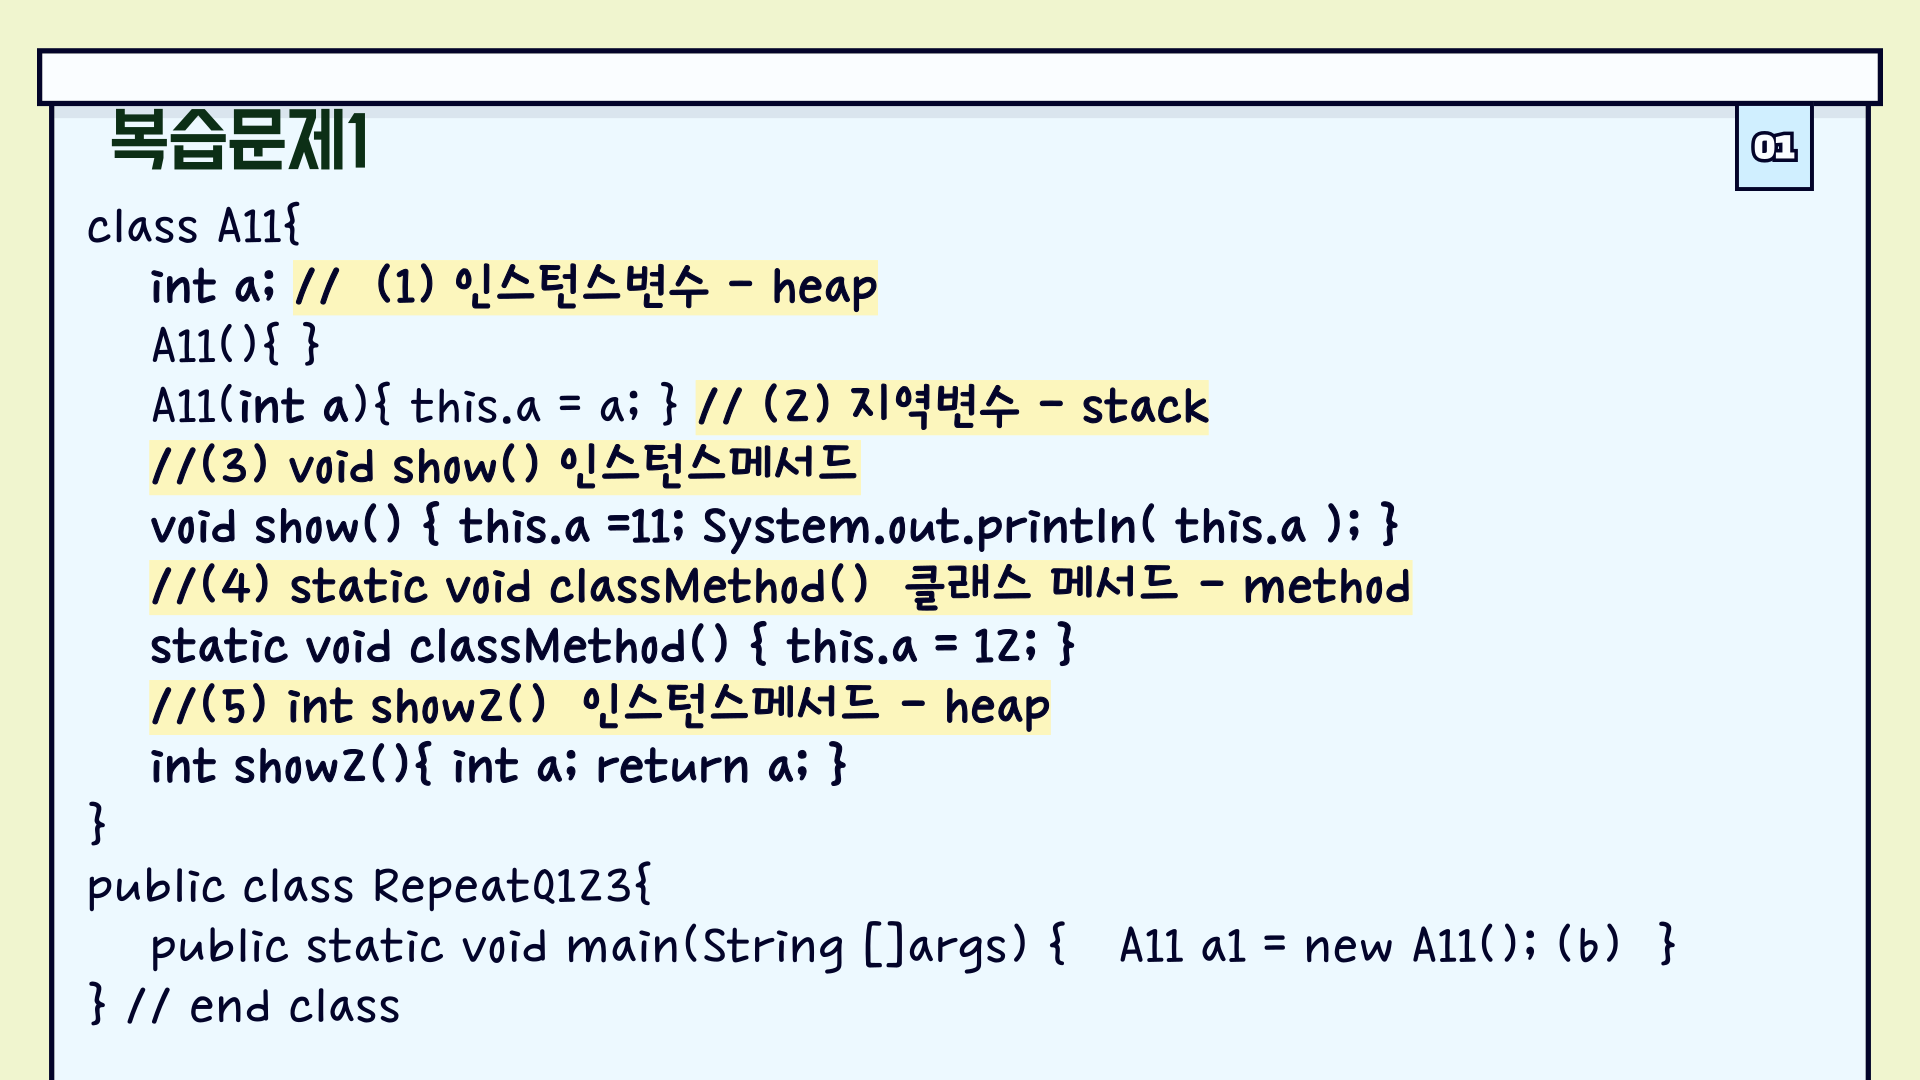 복습문제1
01
class A11{
int a; // (1) 인스턴스변수 - heap
A11(){ }
A11(int a){ this.a = a; } // (2) 지역변수 - stack
//(3) void show() 인스턴스메서드
void show() { this.a =11; System.out.println( this.a ); }
//(4) static void classMethod() 클래스 메서드 - method
static void classMethod() { this.a = 12; }
//(5) int show2() 인스턴스메서드 - heap
int show2(){ int a; return a; }
}
public class RepeatQ123{
public static void main(String []args) { A11 a1 = new A11(); (b) }
} // end class